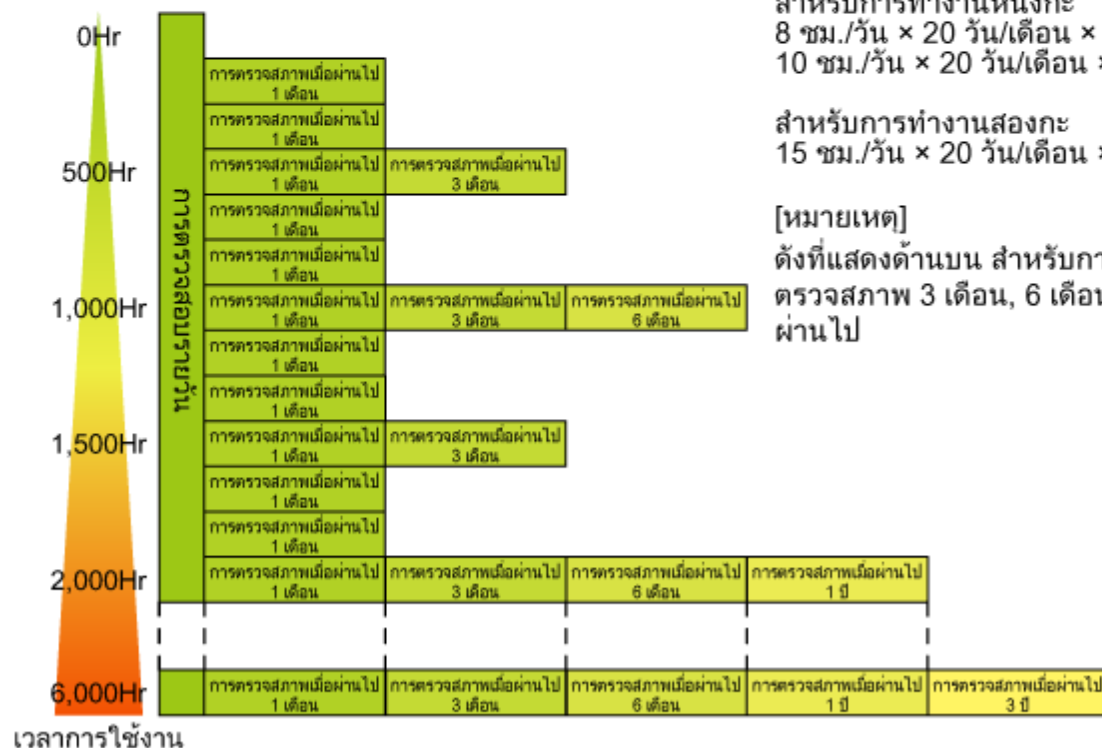 สำหรับการทำงานหนึ่งกะ
0Hr
8 ชม./วัน × 20 วัน/เดือน ×
10 ชม./วัน × 20 วัน/เดือน ×
การตรวจสภาพเมื่อผ่านไป
1 เดือน
การตรวจสภาพเมื่อผ่านไป
1 เดือน
สำหรับการทำงานสองกะ
15 ชม./วัน × 20 วัน/เดือน ×
500Hr
การตรวจสภาพเมื่อผ่านไป
1 เดือน
การตรวจสภาพเมื่อผ่านไป
3 เดือน
การตรวจสอบรายวัน
การตรวจสภาพเมื่อผ่านไป
1 เดือน
การตรวจสภาพเมื่อผ่านไป
1 เดือน
[หมายเหตุ]
ดังที่แสดงด้านบน สำหรับกา
ตรวจสภาพ 3 เดือน, 6 เดือน
ผ่านไป
1,000Hr
การตรวจสภาพเมื่อผ่านไป
1 เดือน
การตรวจสภาพเมื่อผ่านไป
3 เดือน
การตรวจสภาพเมื่อผ่านไป
6 เดือน
การตรวจสภาพเมื่อผ่านไป
1 เดือน
การตรวจสภาพเมื่อผ่านไป
1 เดือน
1,500Hr
การตรวจสภาพเมื่อผ่านไป
1 เดือน
การตรวจสภาพเมื่อผ่านไป
3 เดือน
การตรวจสภาพเมื่อผ่านไป
1 เดือน
การตรวจสภาพเมื่อผ่านไป
1 เดือน
2,000Hr
การตรวจสภาพเมื่อผ่านไป
1 เดือน
การตรวจสภาพเมื่อผ่านไป
3 เดือน
การตรวจสภาพเมื่อผ่านไป
6 เดือน
การตรวจสภาพเมื่อผ่านไป
1 ปี
6,000Hr
การตรวจสภาพเมื่อผ่านไป
1 เดือน
การตรวจสภาพเมื่อผ่านไป
3 เดือน
การตรวจสภาพเมื่อผ่านไป
6 เดือน
การตรวจสภาพเมื่อผ่านไป
1 ปี
การตรวจสภาพเมื่อผ่านไป
3 ปี
เวลาการใช้งาน